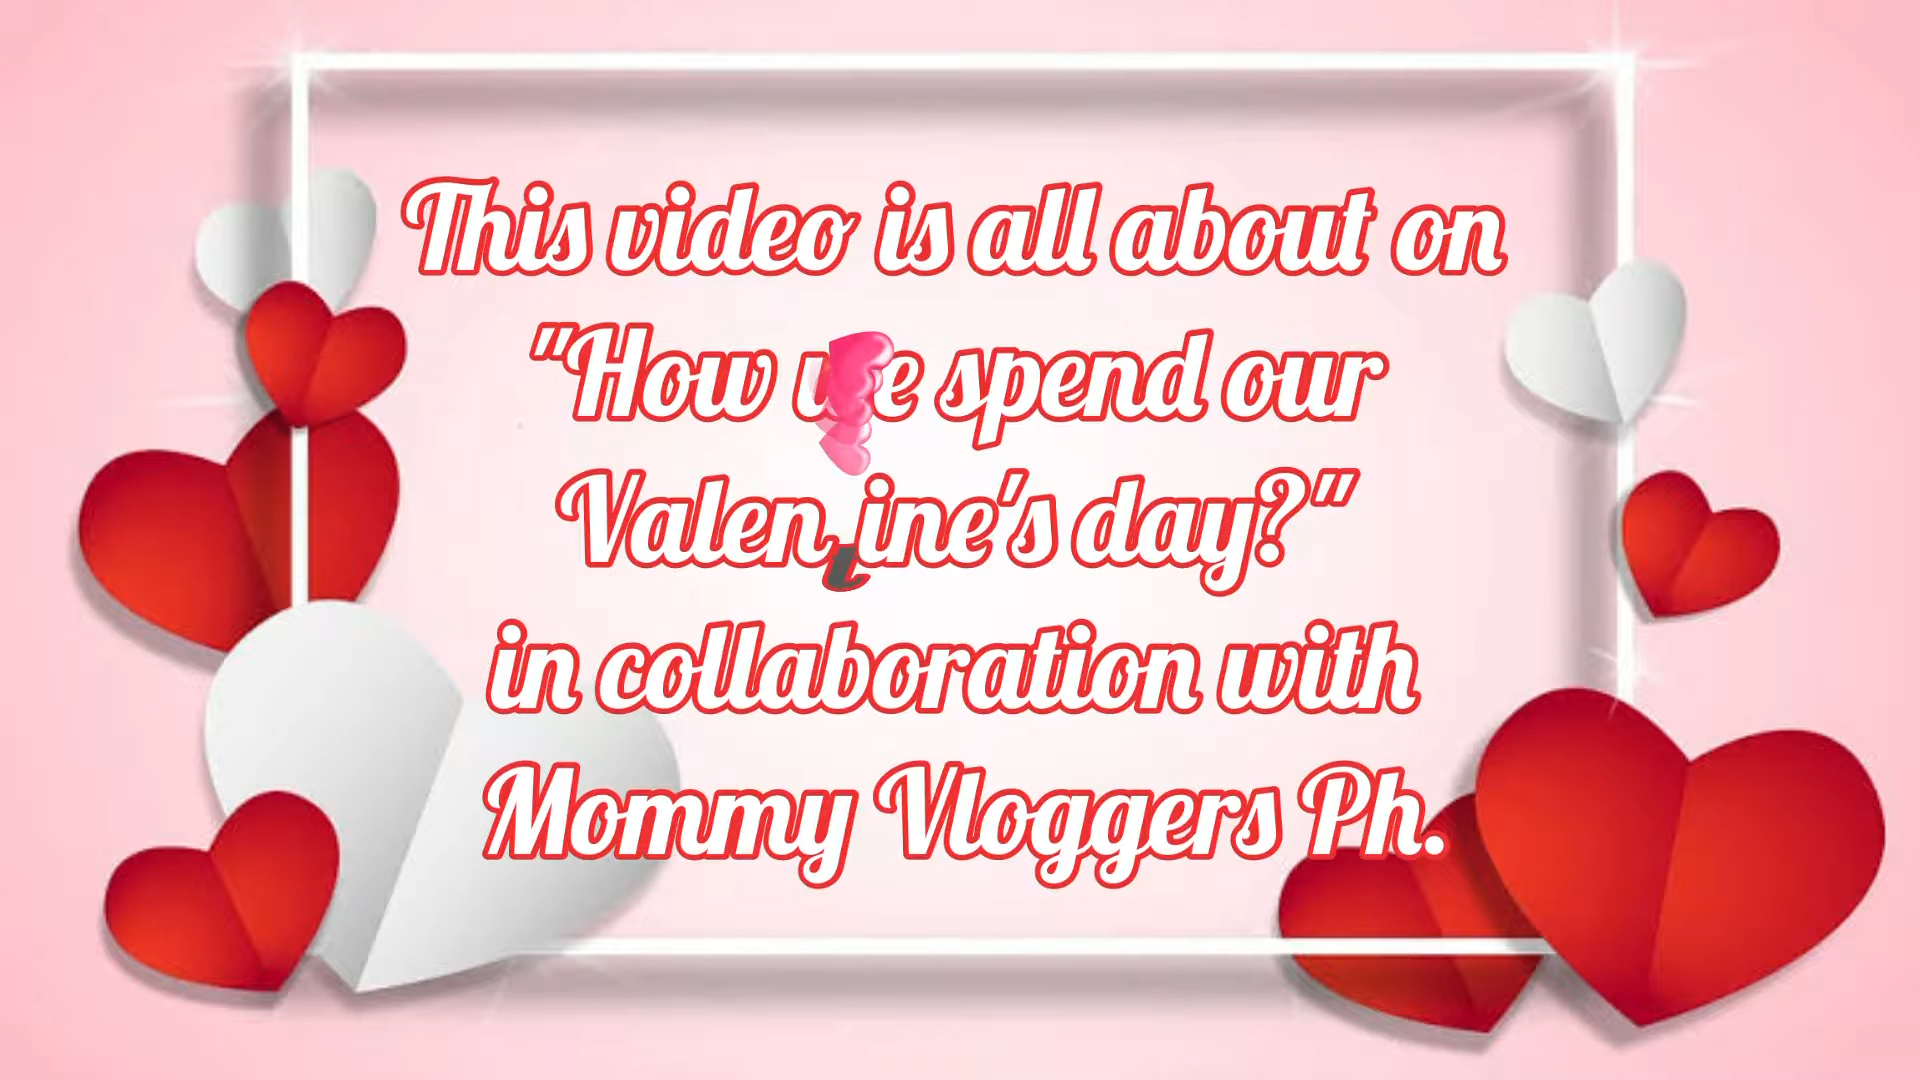 This video is all about on
"How we spend our
Valentine's day?"
in collaboration with
Mommy Vloggers Ph.